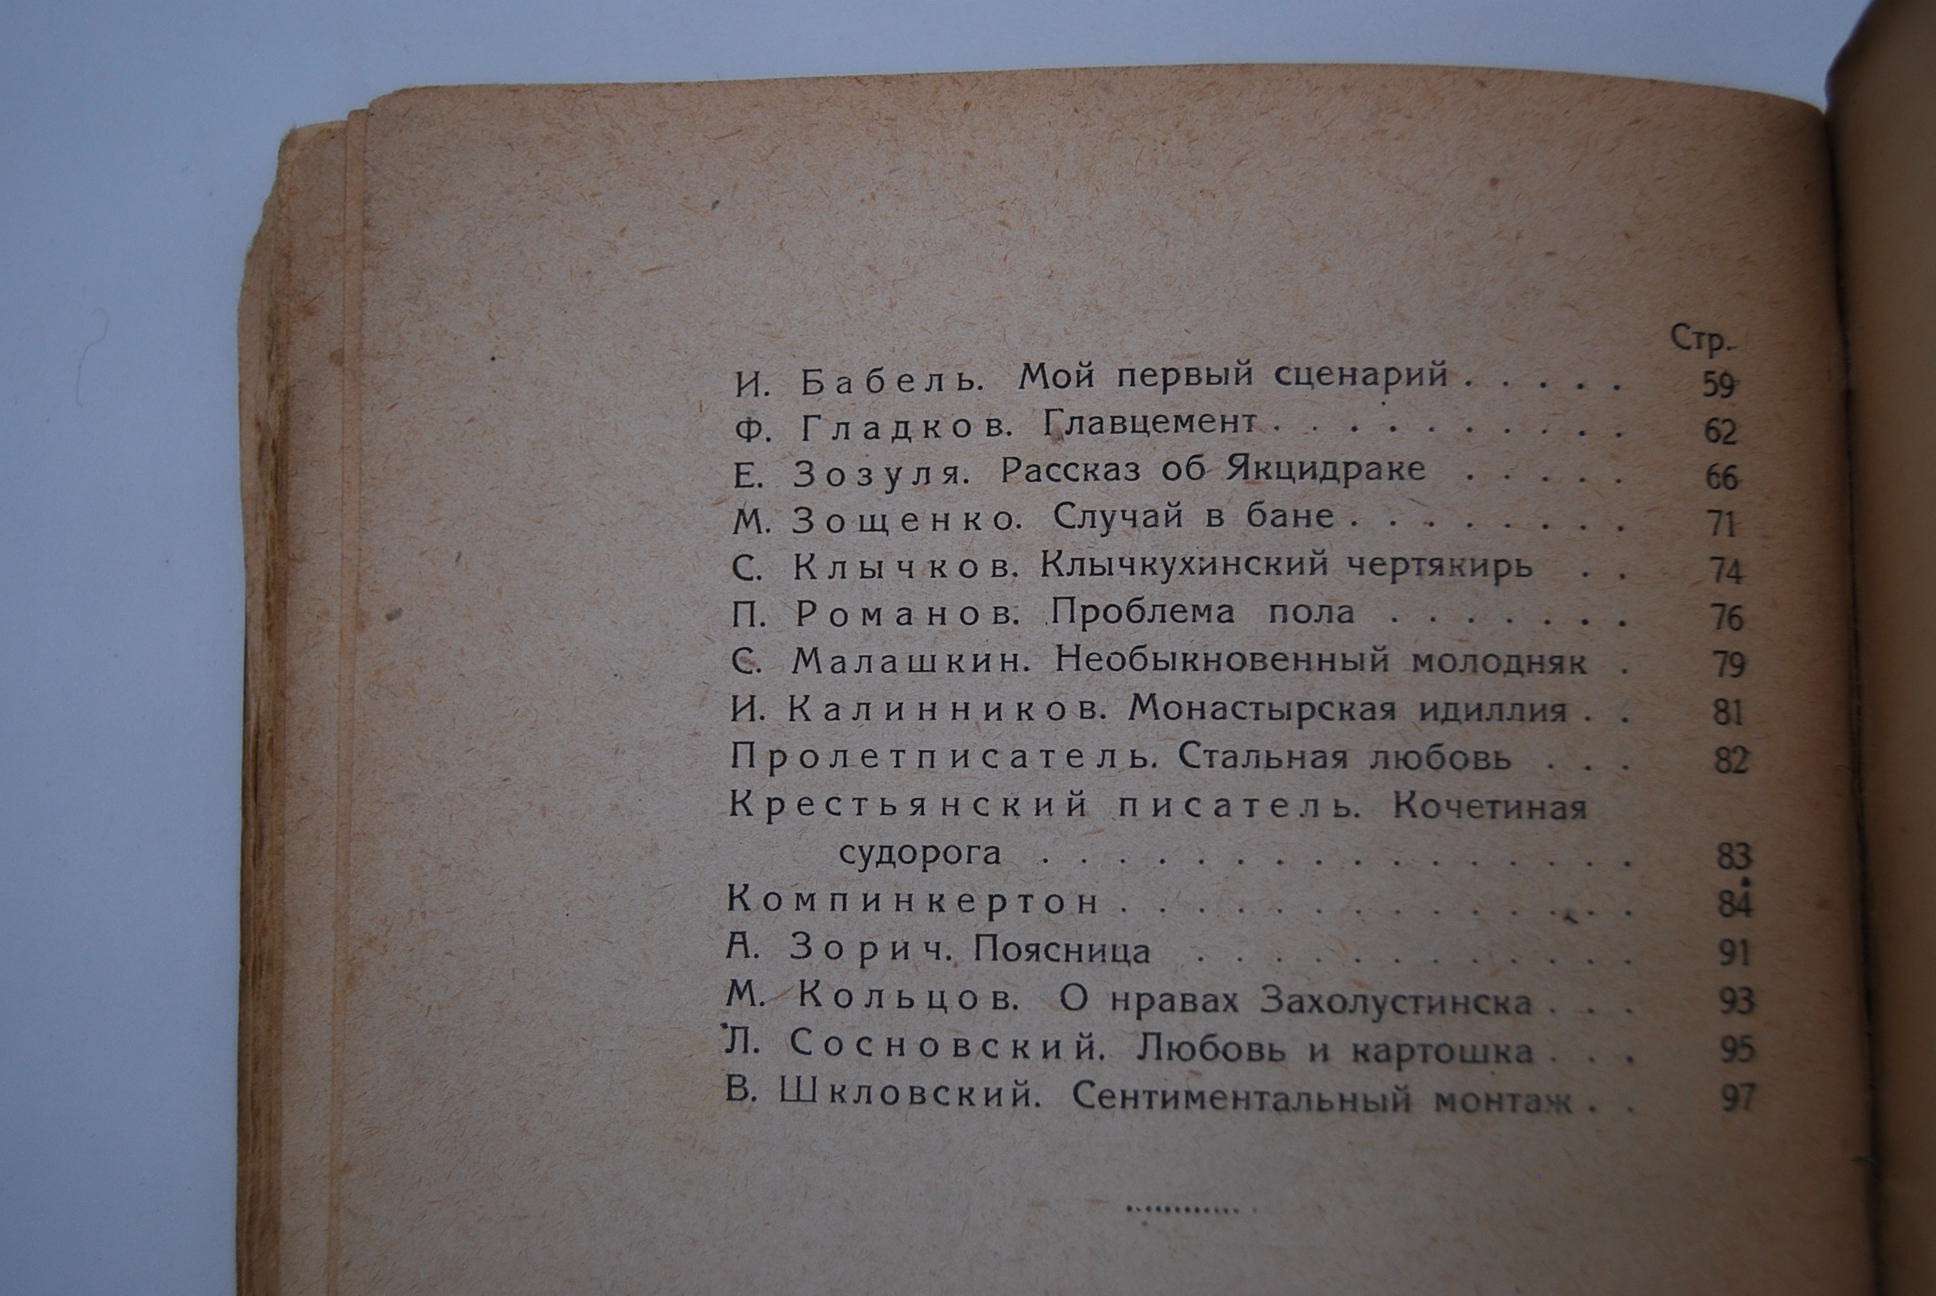 Стр.
И. Бабель. Мой первый сценарий . . . . . 59
Ф. Гладков. Главцемент . . . . . . . . . . 62
Е. Зозуля. Рассказ об Якцидраке . . . . . 66
М. Зощенко. Случай в бане . . . . . . . . 71
С. Клычков. Клычкухинский чертякирь . . 74
П. Романов. Проблема пола . . . . . . . 76
С. Малашкин. Необыкновенный молодняк . 79
И. Калинников. Монастырская идиллия . . 81
Пролетписатель. Стальная любовь . . . 82
Крестьянский писатель. Кочетиная
судорога . . . . . . . . . . . . . . . 83
Компинкертон . . . . . . . . . . . . . 84
А. Зорич. Поясница . . . . . . . . . . . 91
М. Кольцов. О нравах Захолустинска . . . 93
Л. Сосновский. Любовь и картошка . . . 95
В. Шкловский. Сентиментальный монтаж . . 97